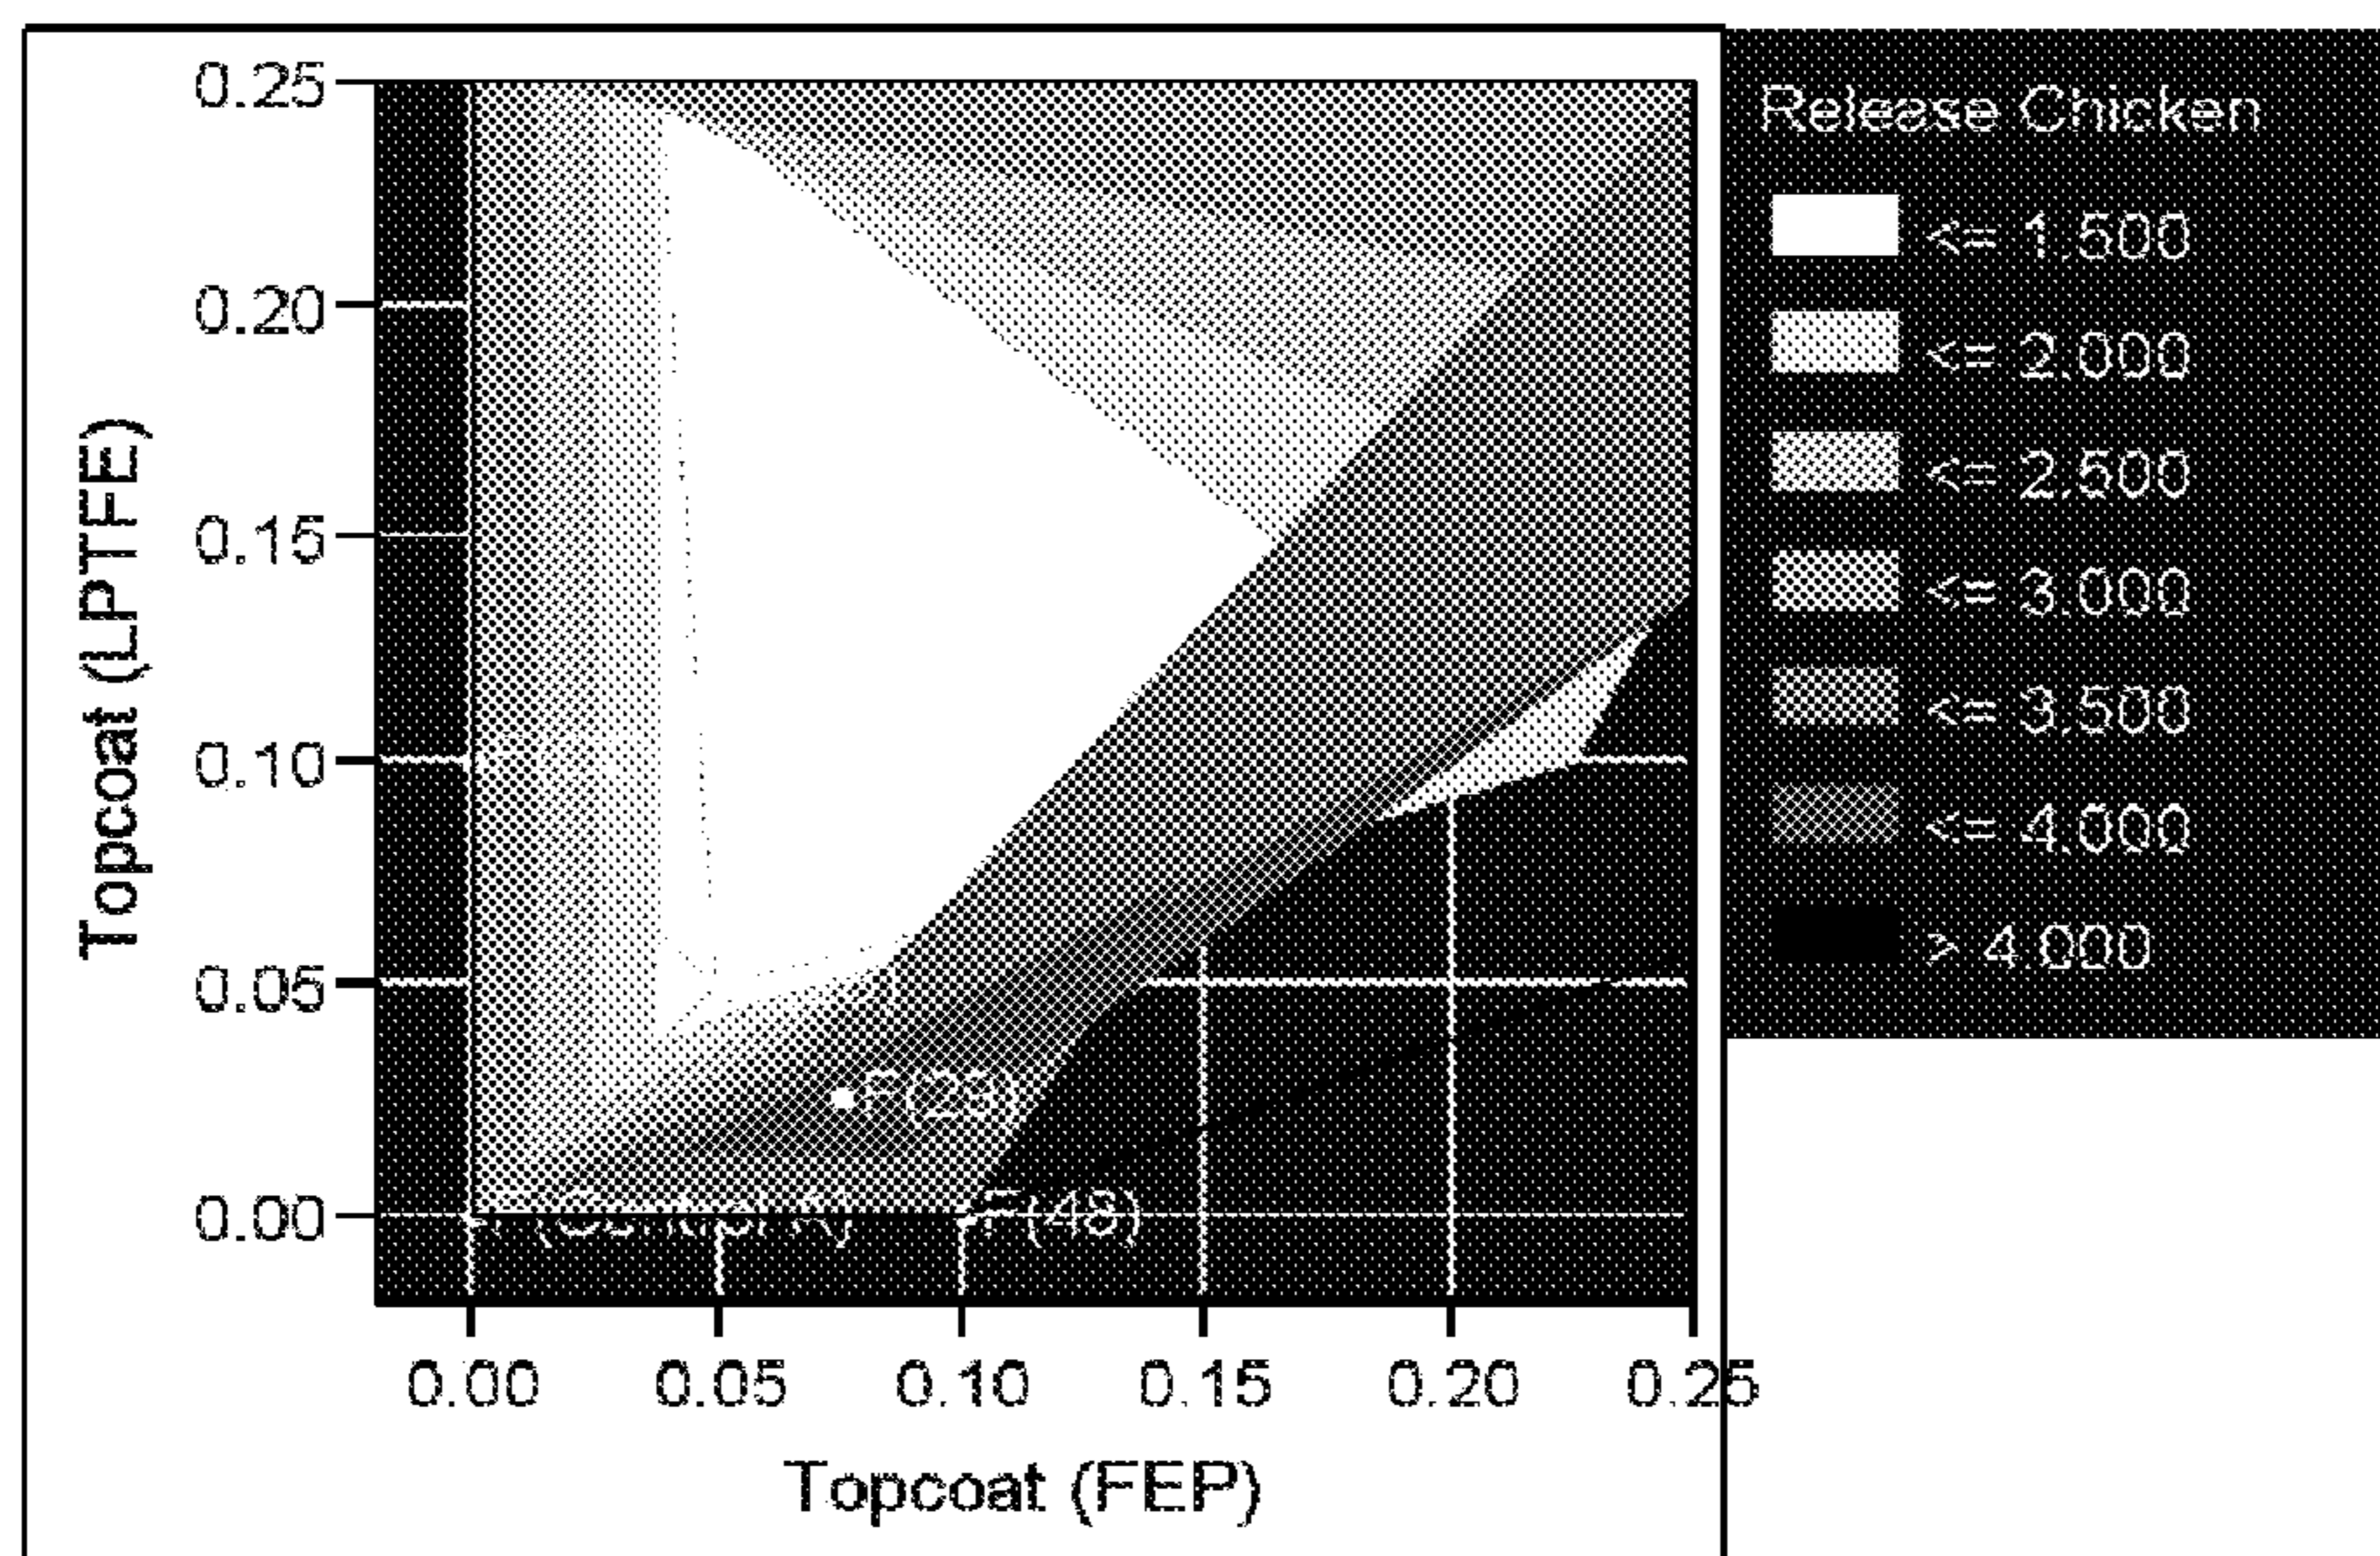 Release Chicken
<= 1.500
<= 2.000
<= 2.500
<= 3.000
<= 3.500
<= 4.000
> 4.000
Topcoat (LPTFE)
0.25
0.20
0.15
0.10
0.05
0.00
F(23)
(Control A)
F(48)
0.00 0.05 0.10 0.15 0.20 0.25
Topcoat (FEP)